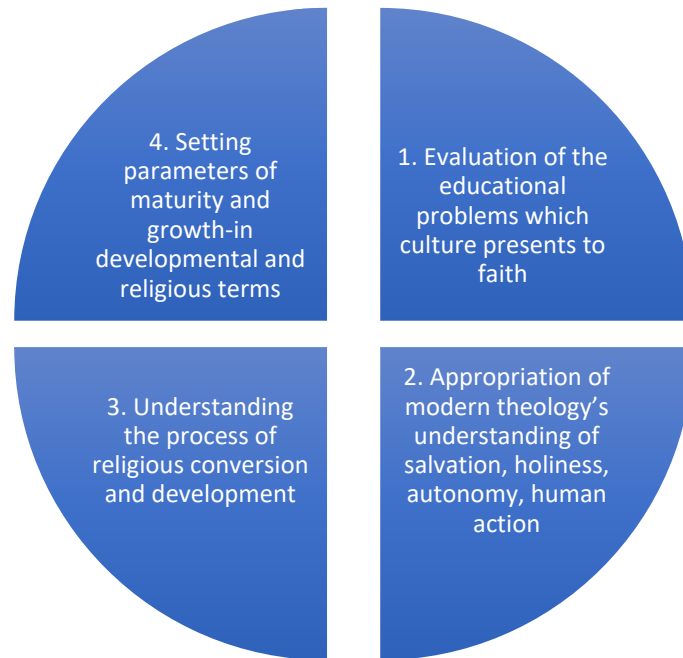 1. Evaluation of the
educational
problems which
culture presents to
faith
2. Appropriation of
modern theology’s
understanding of
salvation, holiness,
autonomy, human
action
3. Understanding
the process of
religious conversion
and development
4. Setting
parameters of
maturity and
growth-in
developmental and
religious terms